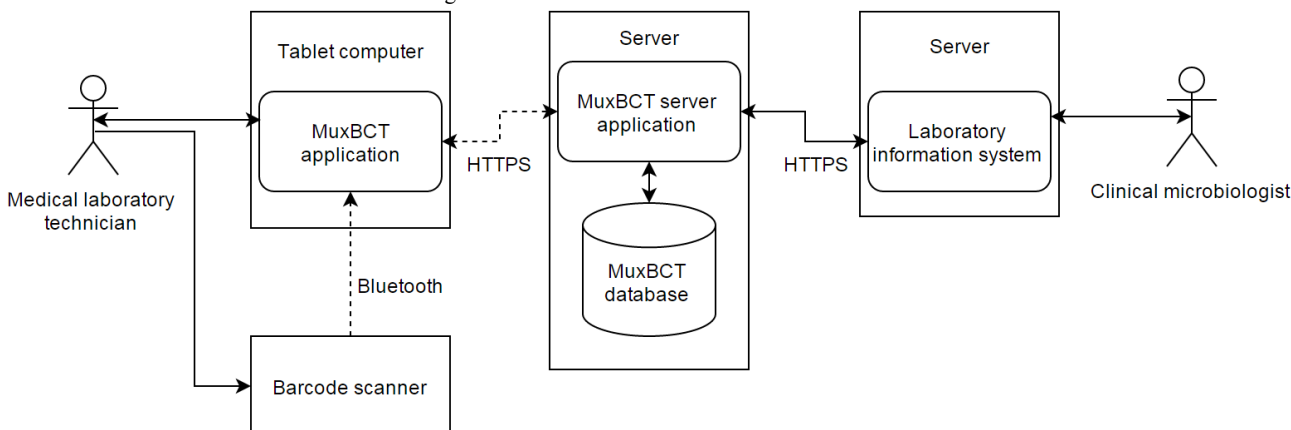 Tablet computer
MuxBCT
application
Medical laboratory
technician
Bluetooth
Barcode scanner
HTTPS
Server
MuxBCT server
application
MuxBCT
database
HTTPS
Server
Laboratory
information system
Clinical microbiologist